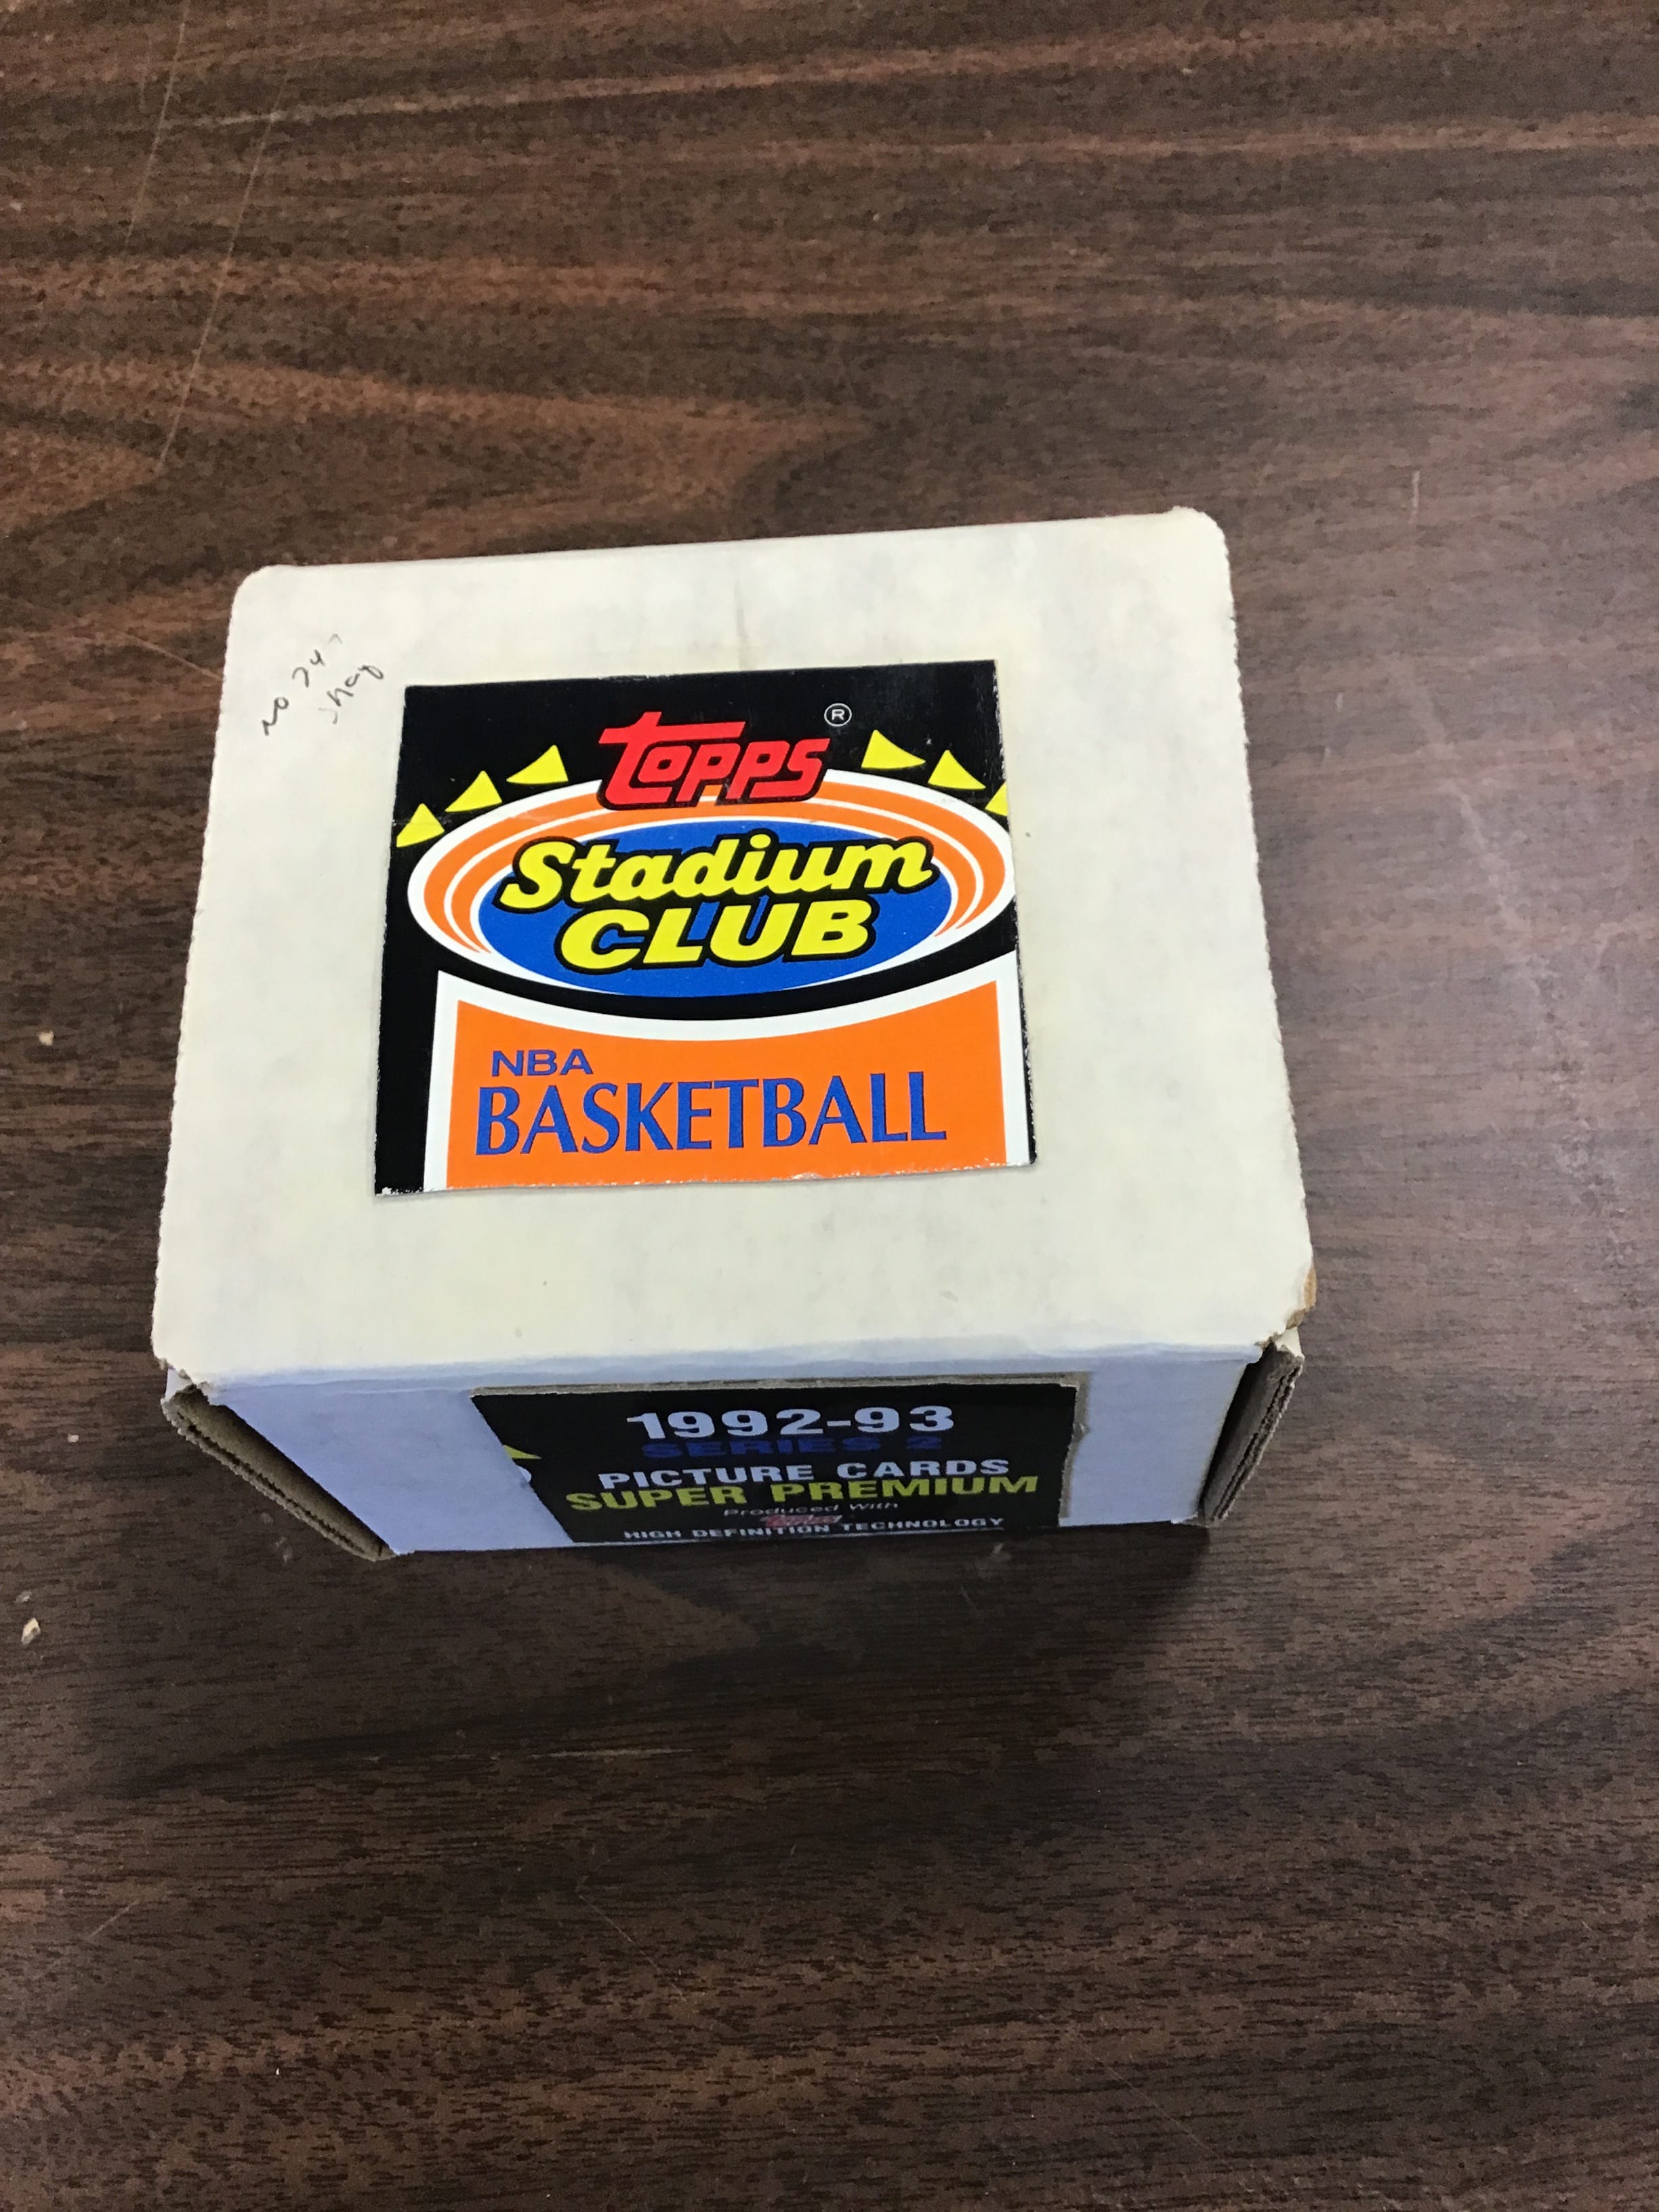 no 247
Shaq
Topps ®
Stadium
CLUB
NBA
BASKETBALL
1992-93
SERIES 2
PICTURE CARDS
SUPER PREMIUM
Produced With
HIGH DEFINITION TECHNOLOGY